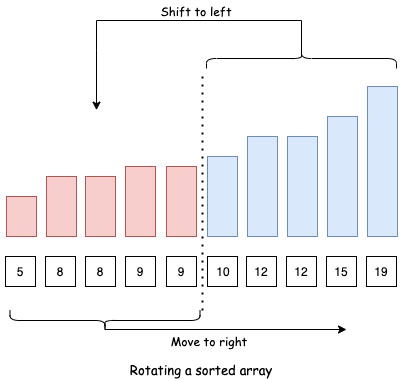 Shift to left
5 8 8 9 9 10 12 12 15 19
Move to right
Rotating a sorted array